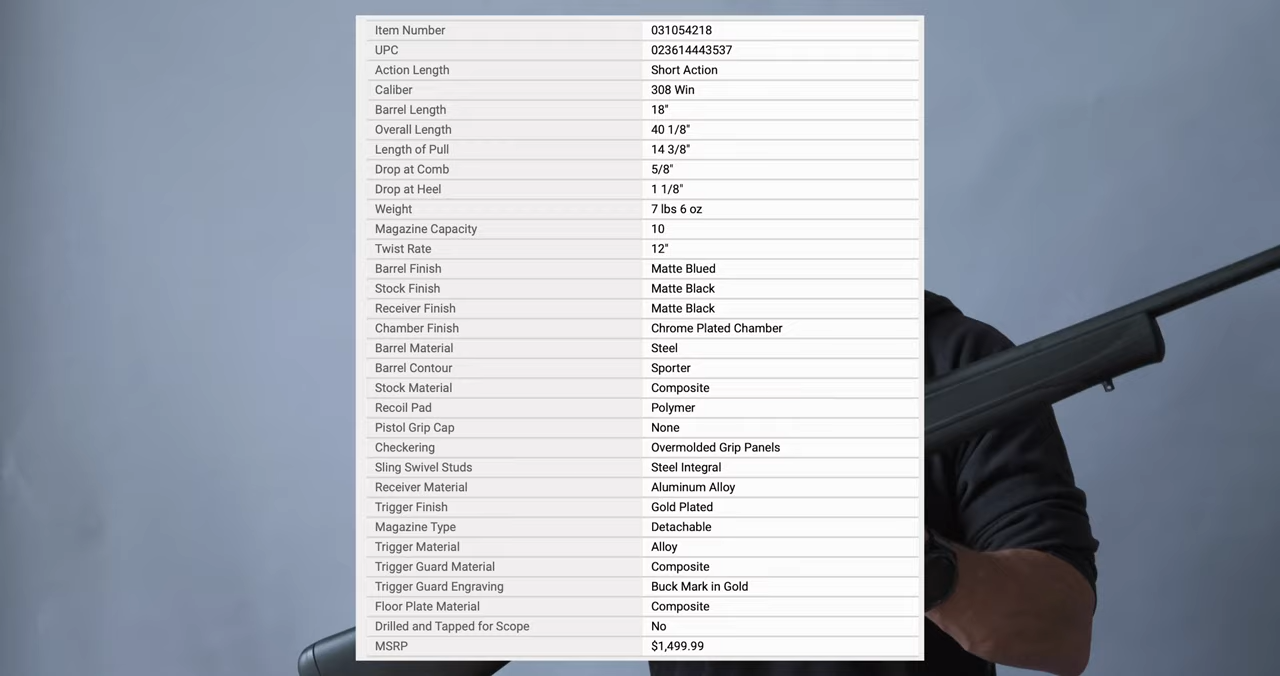 Item Number 031054218
UPC 023614443537
Action Length Short Action
Caliber 308 Win
Barrel Length 18"
Overall Length 40 1/8"
Length of Pull 14 3/8"
Drop at Comb 5/8"
Drop at Heel 1 1/8"
Weight 7 lbs 6 oz
Magazine Capacity 10
Twist Rate 12"
Barrel Finish Matte Blued
Stock Finish Matte Black
Receiver Finish Matte Black
Chamber Finish Chrome Plated Chamber
Barrel Material Steel
Barrel Contour Sporter
Stock Material Composite
Recoil Pad Polymer
Pistol Grip Cap None
Checkering Overmolded Grip Panels
Sling Swivel Studs Steel Integral
Receiver Material Aluminum Alloy
Trigger Finish Gold Plated
Magazine Type Detachable
Trigger Material Alloy
Trigger Guard Material Composite
Trigger Guard Engraving Buck Mark in Gold
Floor Plate Material Composite
Drilled and Tapped for Scope No
MSRP $1,499.99